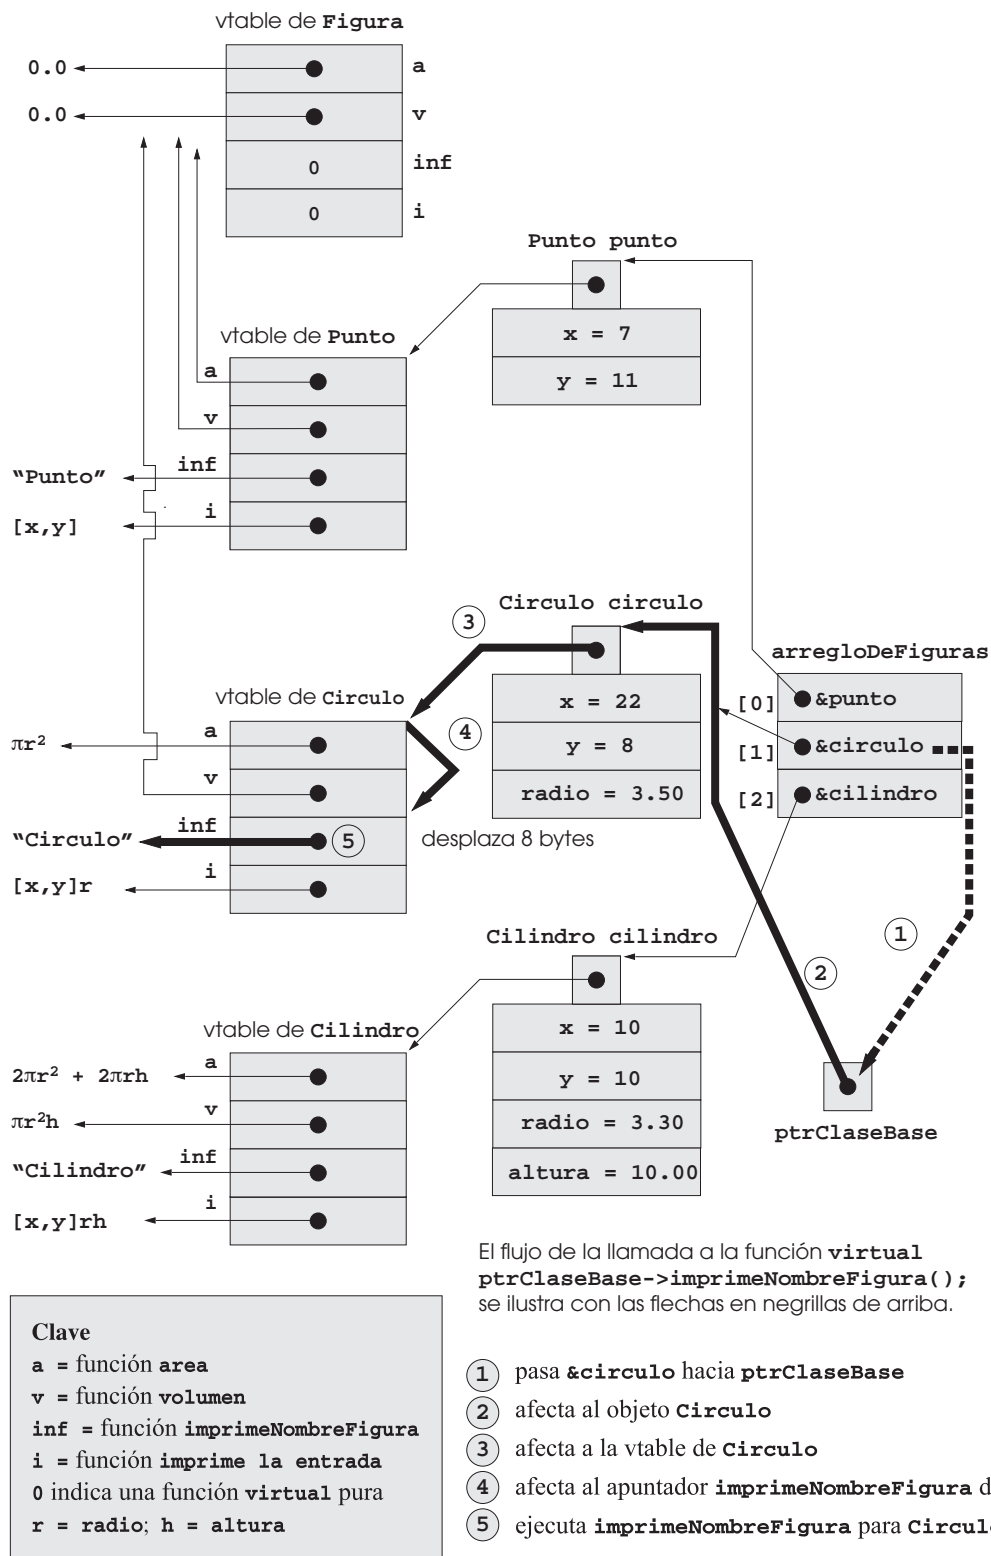 vtable de Figura
0.0
a
0.0
v
0
inf
0
i
Punto punto
x = 7
y = 11
vtable de Punto
a
v
"Punto"
inf
[x,y]
i
Circulo circulo
3
x = 22
y = 8
radio = 3.50
arregloDeFiguras
[0]
&punto
[1]
&circulo
[2]
&cilindro
vtable de Circulo
4
πr²
a
v
"Circulo"
inf
5
desplaza 8 bytes
[x,y]r
i
1
2
Cilindro cilindro
x = 10
y = 10
radio = 3.30
altura = 10.00
ptrClaseBase
vtable de Cilindro
2πr² + 2πrh
a
πr²h
v
"Cilindro"
inf
[x,y]rh
i
El flujo de la llamada a la función virtual
ptrClaseBase->imprimeNombreFigura();
se ilustra con las flechas en negrillas de arriba.
Clave
a = función area
v = función volumen
inf = función imprimeNombreFigura
i = función imprime la entrada
0 indica una función virtual pura
r = radio; h = altura
1 pasa &circulo hacia ptrClaseBase
2 afecta al objeto Circulo
3 afecta a la vtable de Circulo
4 afecta al apuntador imprimeNombreFigura
5 ejecuta imprimeNombreFigura para